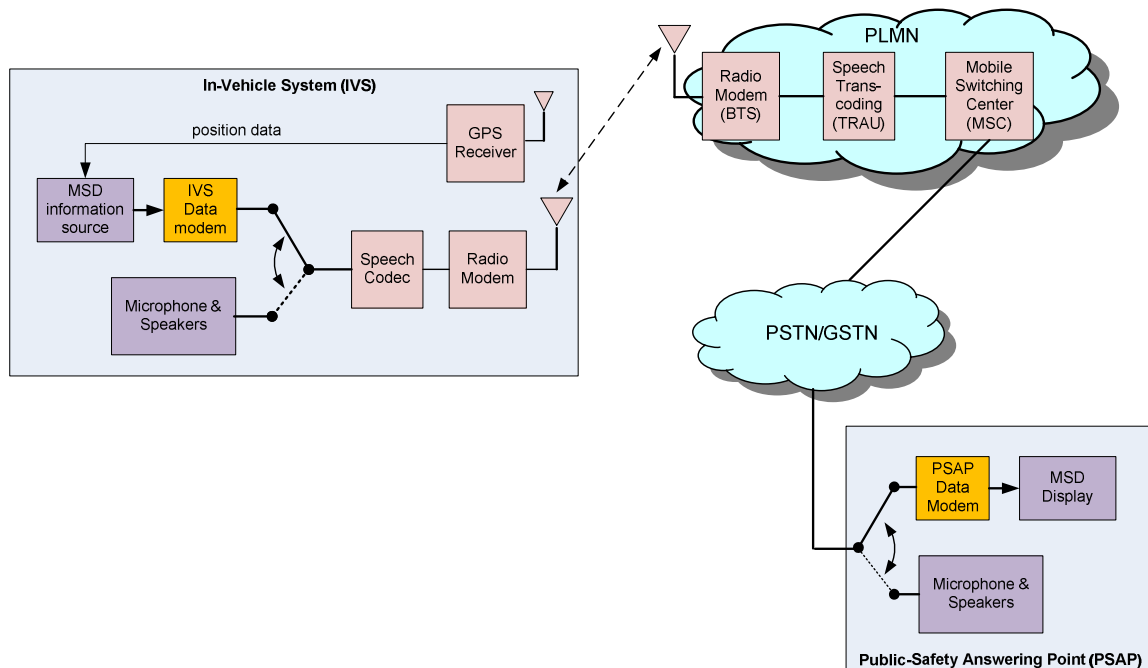 In-Vehicle System (IVS)
position data
GPS
Receiver
MSD
information
source
IVS
Data
modem
Speech
Codec
Radio
Modem
Microphone &
Speakers
PLMN
Radio
Modem
(BTS)
Speech
Trans-
coding
(TRAU)
Mobile
Switching
Center
(MSC)
PSTN/GSTN
PSAP
Data
Modem
MSD
Display
Microphone &
Speakers
Public-Safety Answering Point (PSAP)